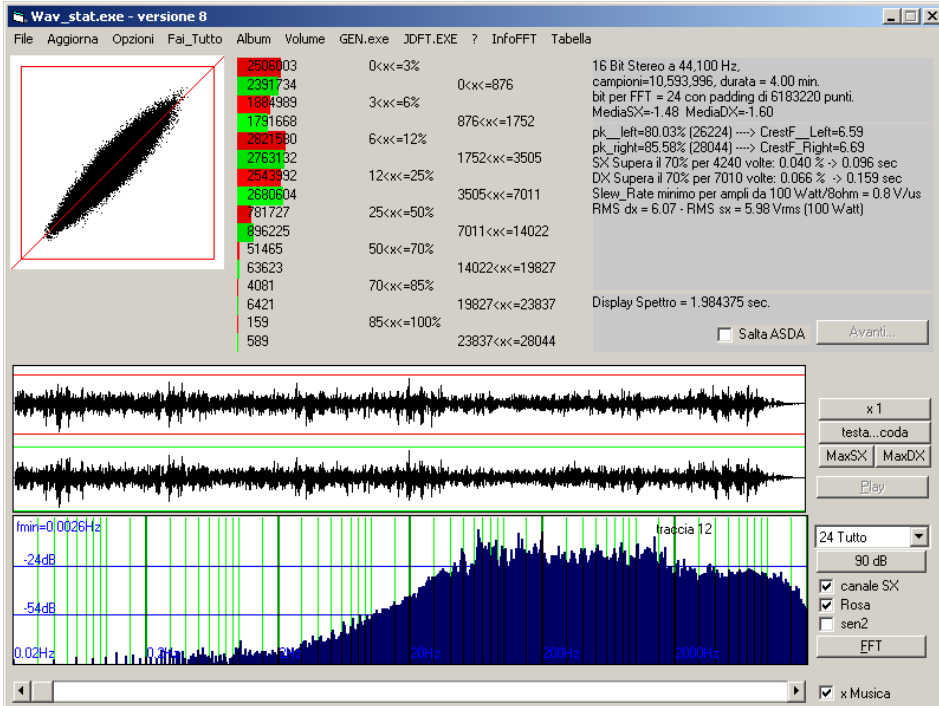 Wav_stat.exe - versione 8
File Aggiorna Opzioni Fai_Tutto Album Volume GEN.exe JDFT.EXE ? InfoFFT Tabella
2506003 0<x<=3%
2391734 0<x<=876
1884989 3<x<=6%
1791668 876<x<=1752
2821580 6<x<=12%
2763132 1752<x<=3505
2543992 12<x<=25%
2680604 3505<x<=7011
781727 25<x<=50%
896225 7011<x<=14022
51465 50<x<=70%
63623 14022<x<=19827
4081 70<x<=85%
6421 19827<x<=23837
159 85<x<=100%
589 23837<x<=28044
16 Bit Stereo a 44,100 Hz,
campioni=10,593,996, durata = 4.00 min.
bit per FFT = 24 con padding di 6183220 punti.
MediaSX=-1.48 MediaDX=-1.60
pk__left=80.03% (26224) ----> CrestF__Left=6.59
pk_right=85.58% (28044) ----> CrestF_Right=6.69
SX Supera il 70% per 4240 volte: 0.040 % -> 0.096 sec
DX Supera il 70% per 7010 volte: 0.066 % -> 0.159 sec
Slew_Rate minimo per ampli da 100 Watt/8ohm = 0.8 V/us
RMS dx = 6.07 - RMS sx = 5.98 Vrms (100 Watt)
Display Spettro = 1.984375 sec.
Salta ASDA Avanti...
x 1
testa...coda
MaxSX MaxDX
Play
fmin=0.0026Hz traccia 12
-24dB
-54dB
0.02Hz 0.2Hz 2Hz 20Hz 200Hz 2000Hz
24 Tutto
90 dB
canale SX
Rosa
sen2
FFT
x Musica